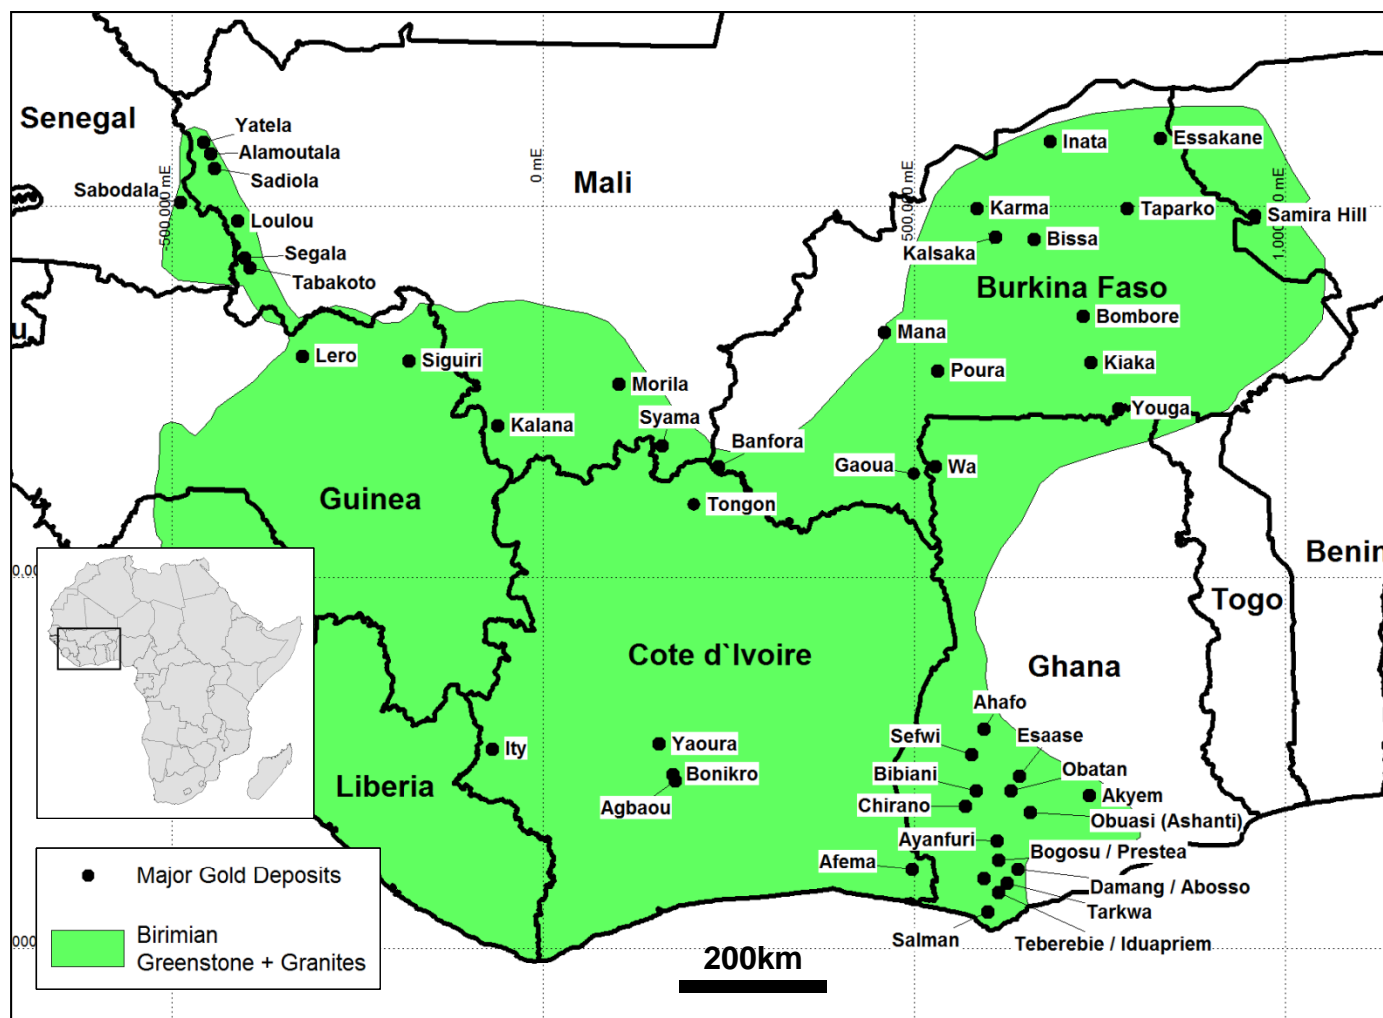 Senegal
Yatela
Alamoutala
Sadiola
Sabodala
-500,000 mE
Loulou
Segala
Tabakoto
0 mE
Mali
Inata
Essakane
Karma
Taparko
Samira Hill
500,000 mE
Kalsaka
Bissa
Burkina Faso
Bombore
Mana
Kiaka
Poura
Youga
u
Lero
Siguiri
Morila
Syama
Kalana
Banfora
Gaoua
Wa
Guinea
Tongon
Benin
Togo
Cote d`Ivoire
Ghana
Ahafo
Sefwi
Esaase
Ity
Yaoura
Bonikro
Agbaou
Bibiani
Obatan
Liberia
Chirano
Akyem
Obuasi (Ashanti)
Ayanfuri
Bogosu / Prestea
Afema
Damang / Abosso
Tarkwa
Salman
Teberebie / Iduapriem
Major Gold Deposits
Birimian
Greenstone + Granites
200km